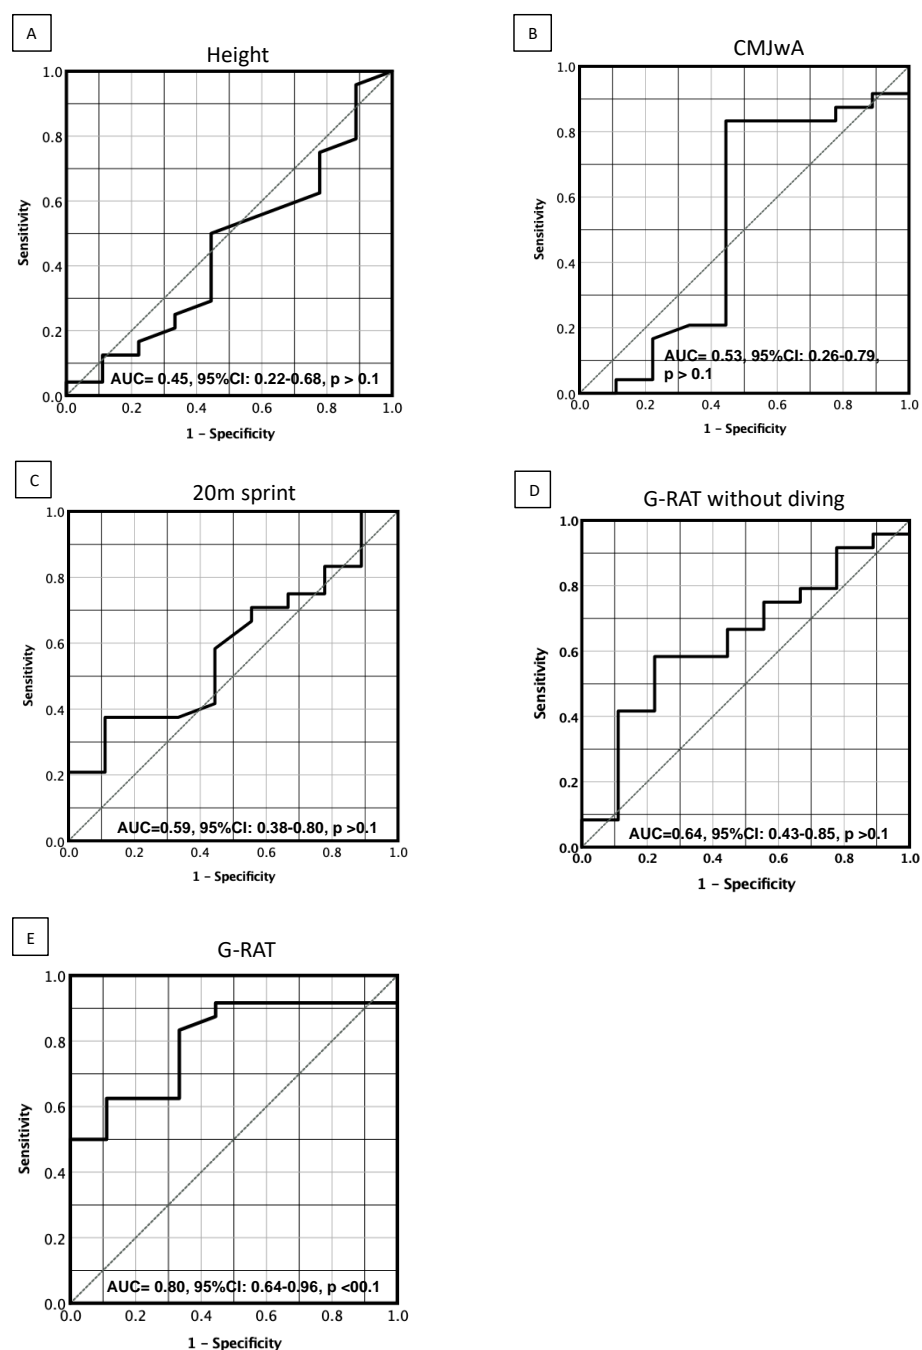 A
Height
1.0
0.8
0.6
0.4
0.2
0.0
Sensitivity
AUC= 0.45, 95%CI: 0.22-0.68, p > 0.1
0.0 0.2 0.4 0.6 0.8 1.0
1 – Specificity
B
CMJwA
1.0
0.8
0.6
0.4
0.2
0.0
Sensitivity
AUC= 0.53, 95%CI: 0.26-0.79,
p > 0.1
0.0 0.2 0.4 0.6 0.8 1.0
1 – Specificity
C
20m sprint
1.0
0.8
0.6
0.4
0.2
0.0
Sensitivity
AUC=0.59, 95%CI: 0.38-0.80, p >0.1
0.0 0.2 0.4 0.6 0.8 1.0
1 – Specificity
D
G-RAT without diving
1.0
0.8
0.6
0.4
0.2
0.0
Sensitivity
AUC=0.64, 95%CI: 0.43-0.85, p >0.1
0.0 0.2 0.4 0.6 0.8 1.0
1 – Specificity
E
G-RAT
1.0
0.8
0.6
0.4
0.2
0.0
Sensitivity
AUC= 0.80, 95%CI: 0.64-0.96, p <00.1
0.0 0.2 0.4 0.6 0.8 1.0
1 – Specificity